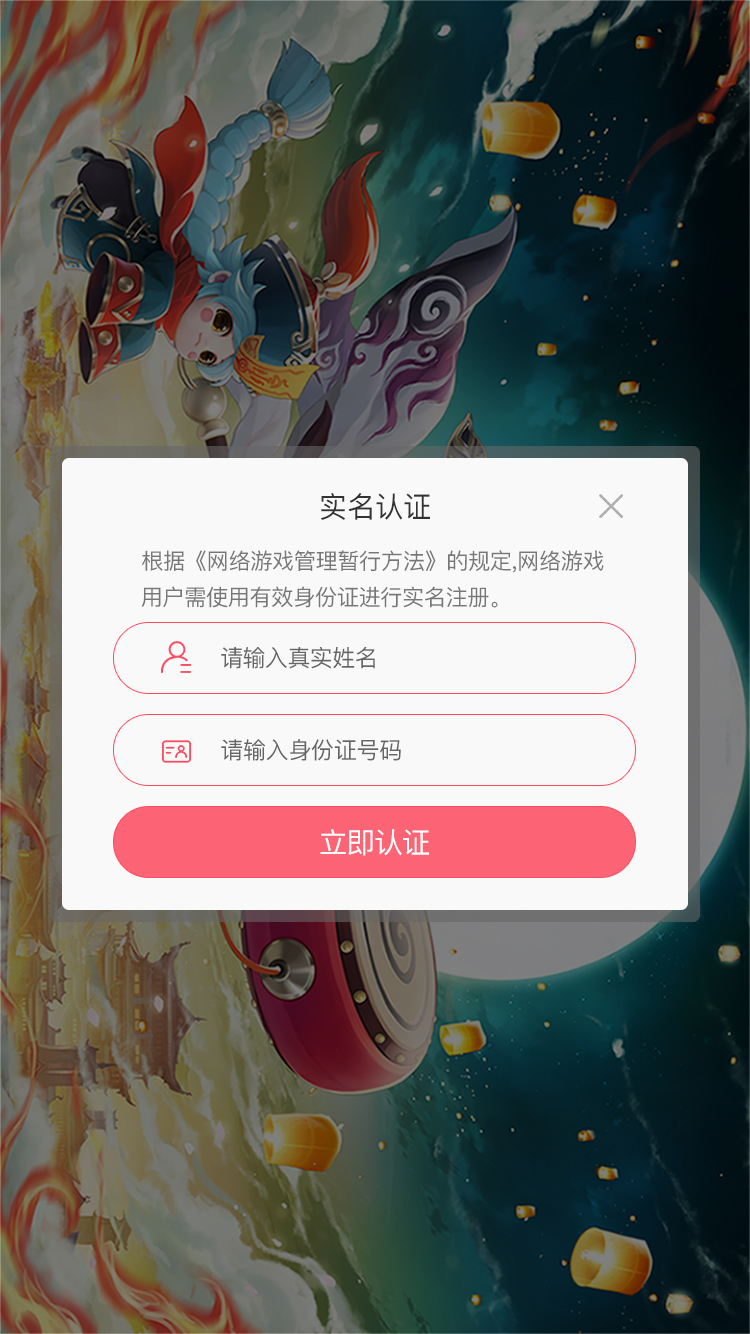 实名认证
根据《网络游戏管理暂行方法》的规定,网络游戏
用户需使用有效身份证进行实名注册。
请输入真实姓名
请输入身份证号码
立即认证